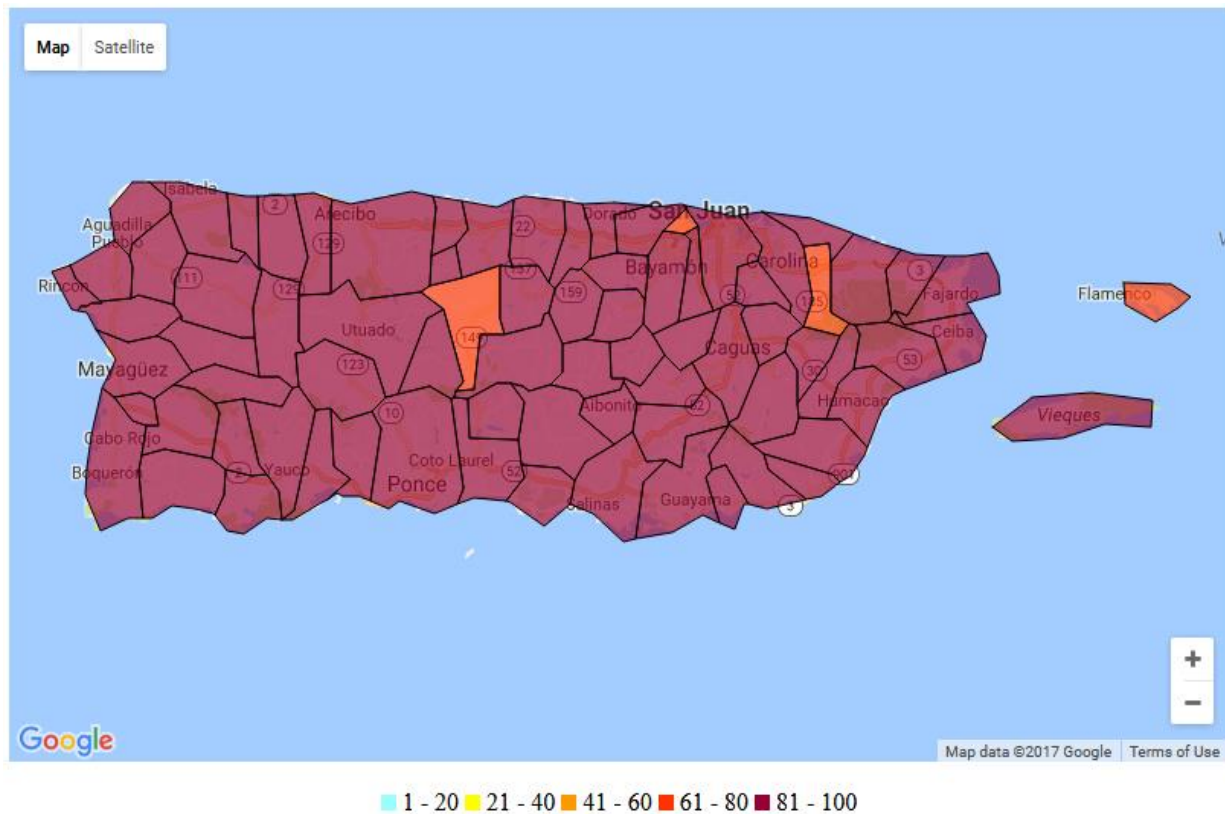 Map Satellite
Isabela
2
Arecibo
Dorado
San Juan
Aguadilla
Pueblo
22
129
Bayamón
Carolina
3
Rincón
111
129
137
159
52
185
Fajardo
Flamenco
Utuado
149
Caguas
Ceiba
Mayagüez
123
30
53
Humacao
10
Aibonito
52
Vieques
Cabo Rojo
Boquerón
2
Yauco
Coto Laurel
52
Ponce
Salinas
Guayama
901
3
+
−
Google
Map data ©2017 Google Terms of Use
1 - 20 21 - 40 41 - 60 61 - 80 81 - 100